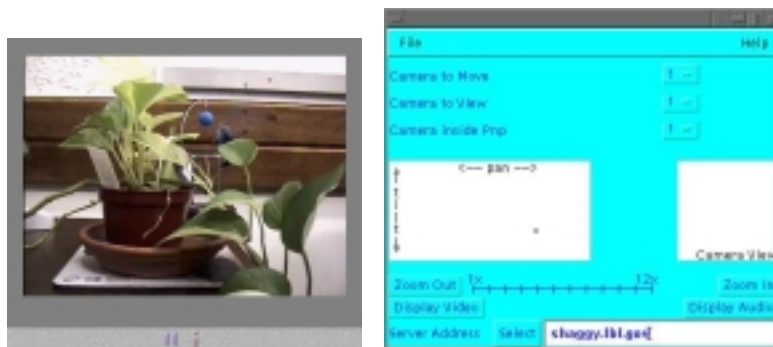 File Help
Camera to Move 1
Camera to View 1
Camera Inside Pnp 1
<-- pan -->
Camera View
Zoom Out 1x 12x Zoom In
Display Video Display Audio
Server Address Select shaggy.lbl.gov